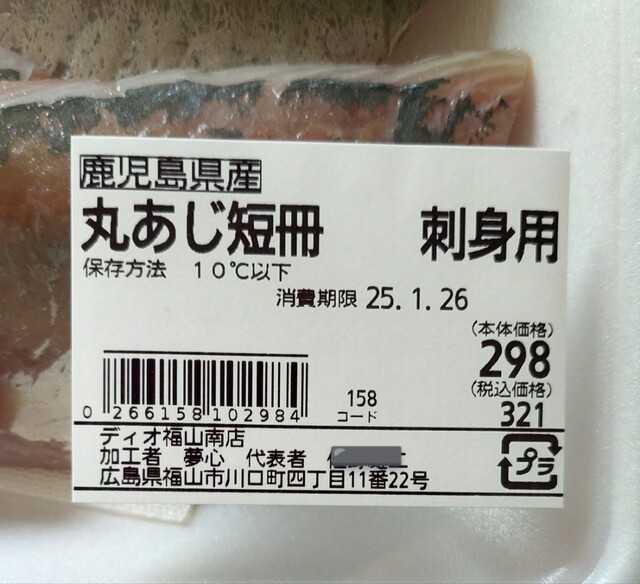 鹿児島県産
丸あじ短冊 刺身用
保存方法 10℃以下
消費期限 25.1.26
(本体価格)
298
(税込価格)
321
0 266158 102984
158
コード
ディオ福山南店
加工者 夢心 代表者
広島県福山市川口町四丁目11番22号
プラ